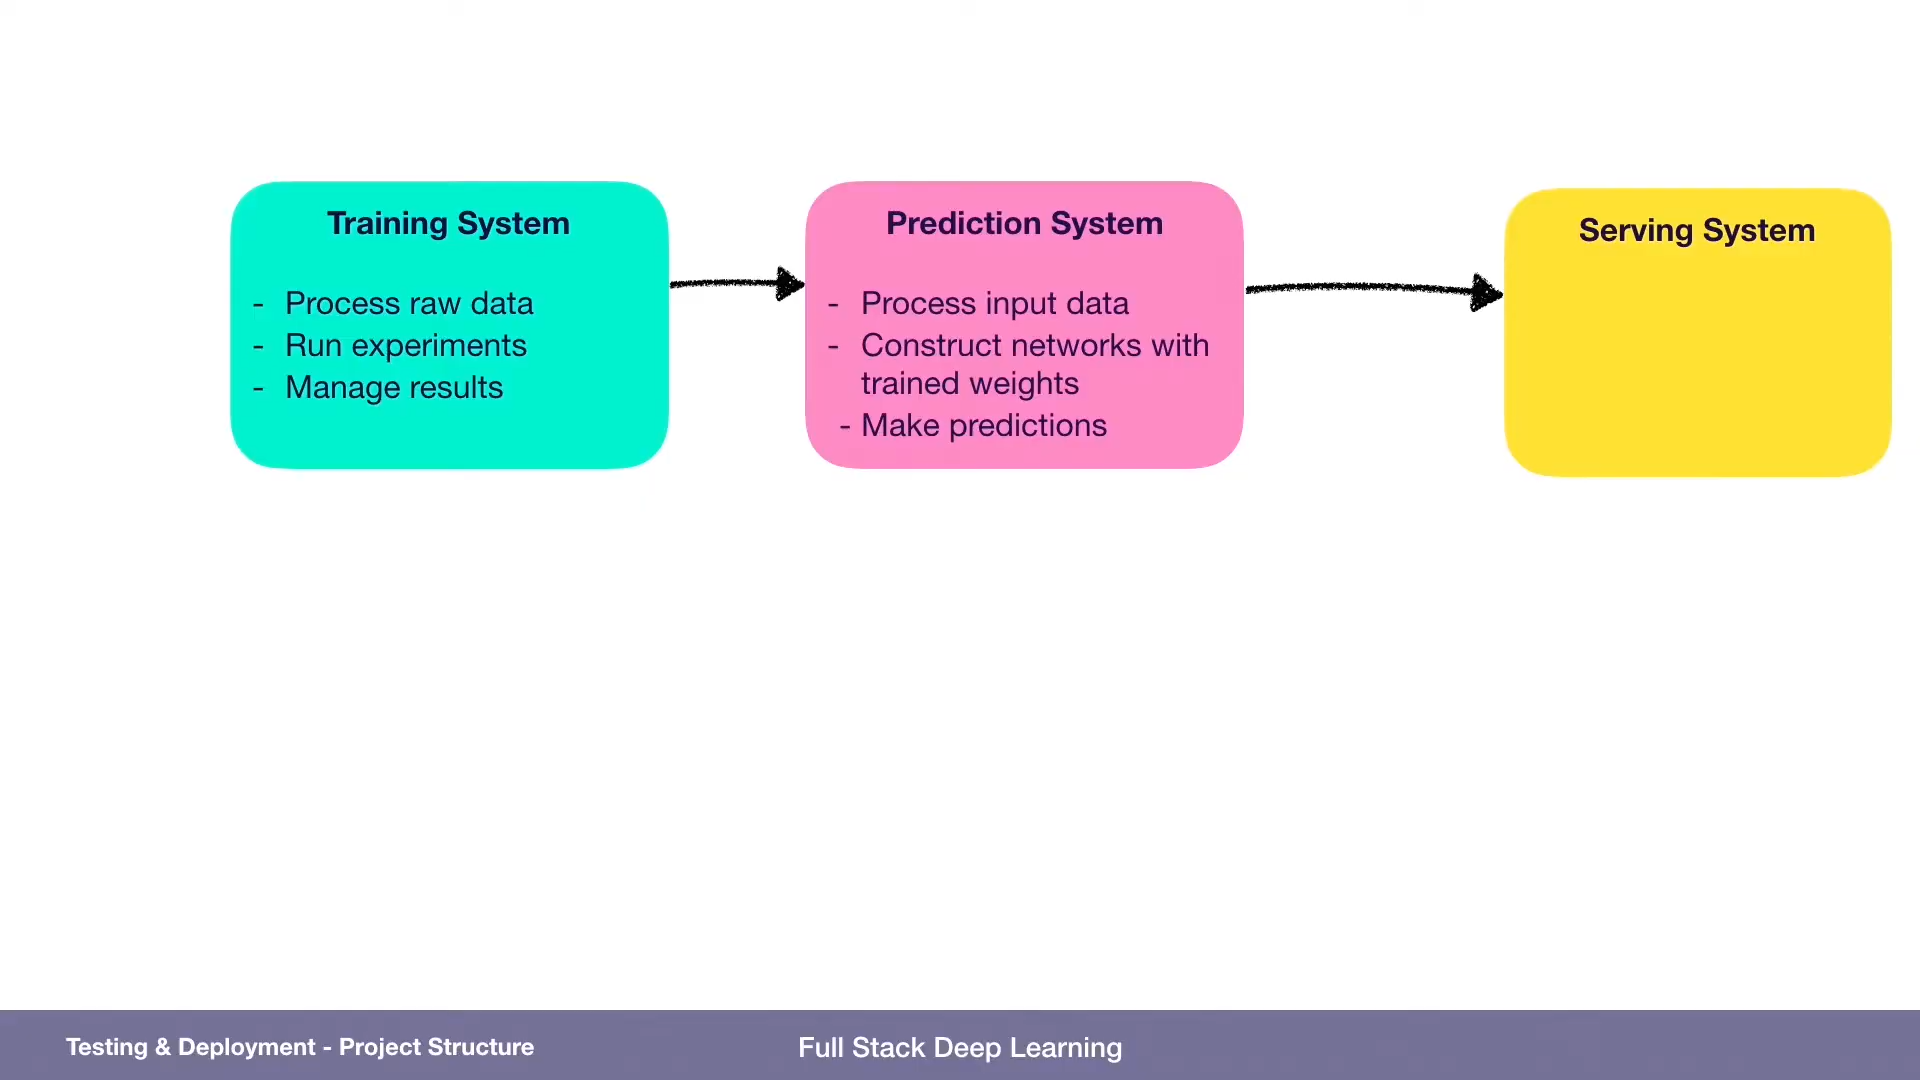 Training System
- Process raw data
- Run experiments
- Manage results
Prediction System
- Process input data
- Construct networks with
trained weights
- Make predictions
Serving System
Testing & Deployment - Project Structure
Full Stack Deep Learning